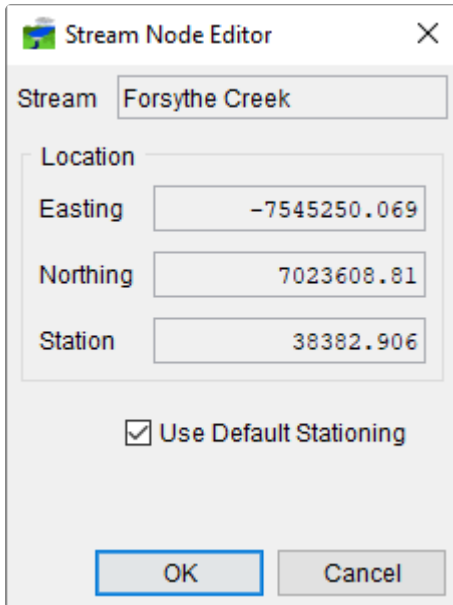 Stream Node Editor
Stream Forsythe Creek
Location
Easting -7545250.069
Northing 7023608.81
Station 38382.906
Use Default Stationing
OK Cancel